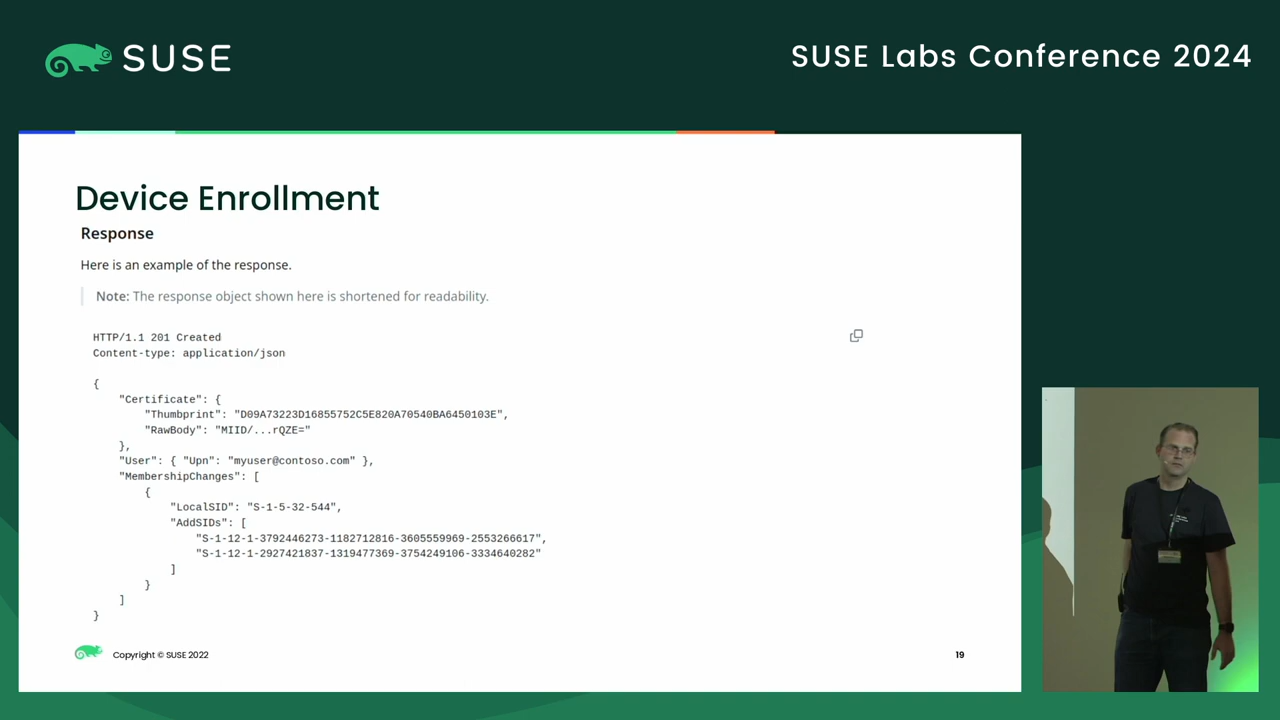 SUSE
SUSE Labs Conference 2024
Device Enrollment
Response
Here is an example of the response.
Note: The response object shown here is shortened for readability.
HTTP/1.1 201 Created
Content-type: application/json
{
    "Certificate": {
        "Thumbprint": "D09A73223D16855752C5E820A70540BA6450103E",
        "RawBody": "MIID/...rQZE="
    },
    "User": { "Upn": "myuser@contoso.com" },
    "MembershipChanges": [
        {
            "LocalSID": "S-1-5-32-544",
            "AddSIDs": [
                "S-1-12-1-3792446273-1182712816-3605559969-2553266617",
                "S-1-12-1-2927421837-1319477369-3754249106-3334640282"
            ]
        }
    ]
}
Copyright © SUSE 2022
19